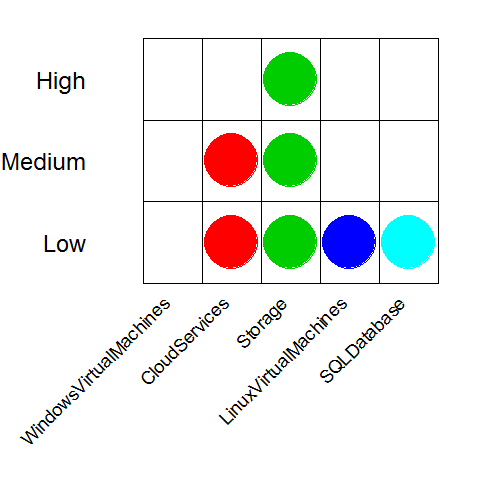 High
Medium
Low
WindowsVirtualMachines
CloudServices
Storage
LinuxVirtualMachines
SQLDatabase